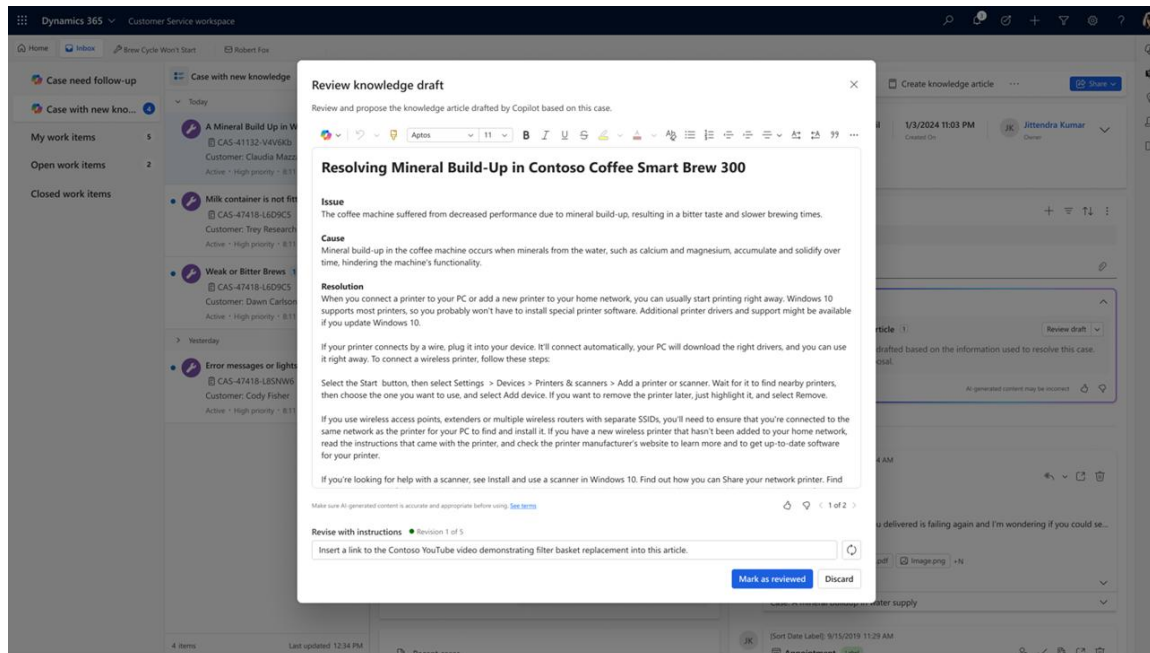 Dynamics 365
Customer Service workspace
Home
Inbox
Brew Cycle Won't Start
Robert Fox
Case need follow-up
Case with new kno... 4
My work items 5
Open work items 2
Closed work items
Case with new knowledge
Today
A Mineral Build Up in W
CAS-41132-V4V6Kb
Customer: Claudia Mazz
Active • High priority • 8:11
Milk container is not fitt
CAS-47418-L6D9C5
Customer: Trey Research
Active • High priority • 8:11
Weak or Bitter Brews 1
CAS-47418-L6D9C5
Customer: Dawn Carlson
Active • High priority • 8:11
Yesterday
Error messages or lights
CAS-47418-L8SNW6
Customer: Cody Fisher
Active • High priority • 8:11
4 items
Last updated 12:34 PM
Review knowledge draft
Review and propose the knowledge article drafted by Copilot based on this case.
Aptos 11 B I U S
Resolving Mineral Build-Up in Contoso Coffee Smart Brew 300
Issue
The coffee machine suffered from decreased performance due to mineral build-up, resulting in a bitter taste and slower brewing times.
Cause
Mineral build-up in the coffee machine occurs when minerals from the water, such as calcium and magnesium, accumulate and solidify over
time, hindering the machine's functionality.
Resolution
When you connect a printer to your PC or add a new printer to your home network, you can usually start printing right away. Windows 10
supports most printers, so you probably won't have to install special printer software. Additional printer drivers and support might be available
if you update Windows 10.
If your printer connects by a wire, plug it into your device. It'll connect automatically, your PC will download the right drivers, and you can use
it right away. To connect a wireless printer, follow these steps:
Select the Start button, then select Settings > Devices > Printers & scanners > Add a printer or scanner. Wait for it to find nearby printers,
then choose the one you want to use, and select Add device. If you want to remove the printer later, just highlight it, and select Remove.
If you use wireless access points, extenders or multiple wireless routers with separate SSIDs, you'll need to ensure that you're connected to the
same network as the printer for your PC to find and install it. If you have a new wireless printer that hasn't been added to your home network,
read the instructions that came with the printer, and check the printer manufacturer's website to learn more and to get up-to-date software
for your printer.
If you're looking for help with a scanner, see Install and use a scanner in Windows 10. Find out how you can Share your network printer. Find
Make sure AI-generated content is accurate and appropriate before using. See terms
1 of 2
Revise with instructions Revision 1 of 5
Insert a link to the Contoso YouTube video demonstrating filter basket replacement into this article.
Mark as reviewed
Discard
Create knowledge article
Share
1/3/2024 11:03 PM
Created On
JK
Jittendra Kumar
Owner
rticle 1
Review draft
drafted based on the information used to resolve this case.
posal.
AI-generated content may be incorrect
4 AM
u delivered is failing again and I'm wondering if you could se...
pdf
Image.png
+N
Case: A mineral buildup in water supply
JK
[Sort Date Label]: 9/15/2019 11:29 AM
Appointment